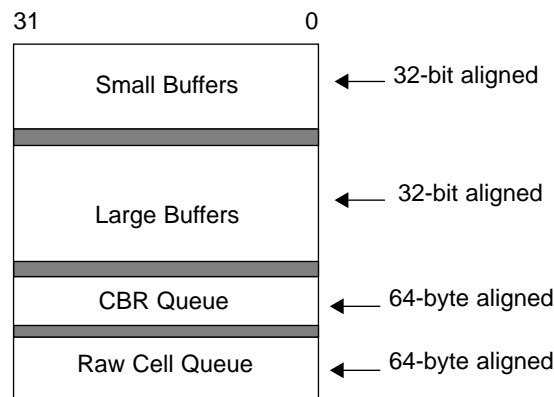 31 0
Small Buffers
32-bit aligned
Large Buffers
32-bit aligned
CBR Queue
64-byte aligned
Raw Cell Queue
64-byte aligned